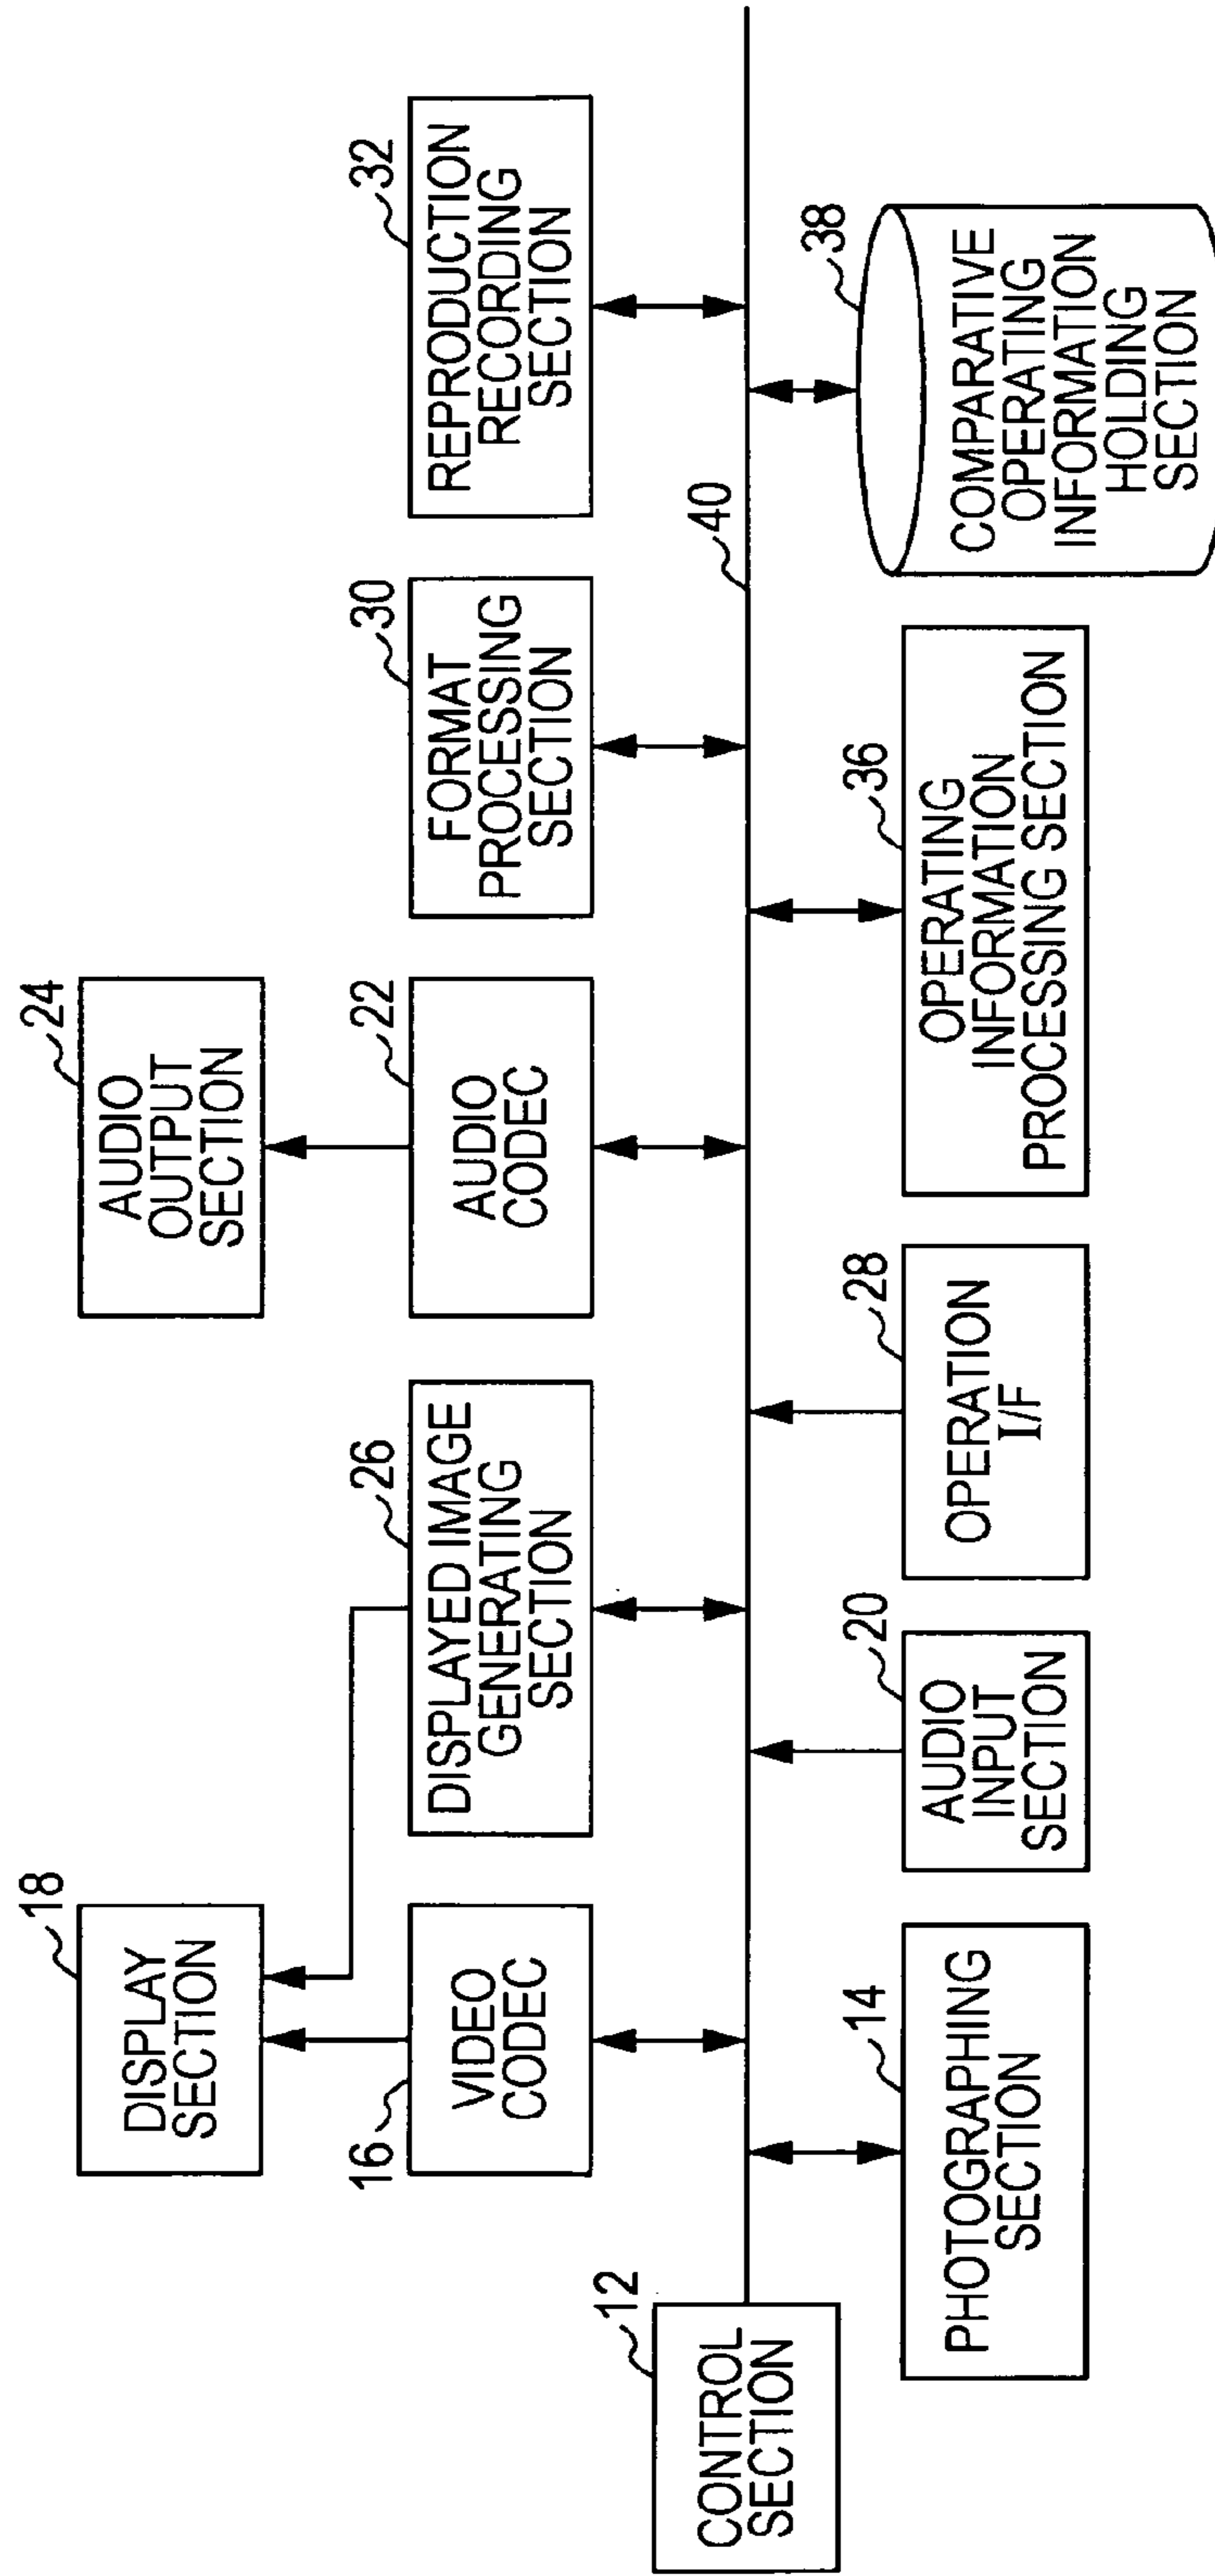 18
DISPLAY
SECTION
24
AUDIO
OUTPUT
SECTION
16
VIDEO
CODEC
26
DISPLAYED IMAGE
GENERATING
SECTION
22
AUDIO
CODEC
30
FORMAT
PROCESSING
SECTION
32
REPRODUCTION
RECORDING
SECTION
12
CONTROL
SECTION
40
14
PHOTOGRAPHING
SECTION
20
AUDIO
INPUT
SECTION
28
OPERATION
I/F
36
OPERATING
INFORMATION
PROCESSING SECTION
38
COMPARATIVE
OPERATING
INFORMATION
HOLDING
SECTION